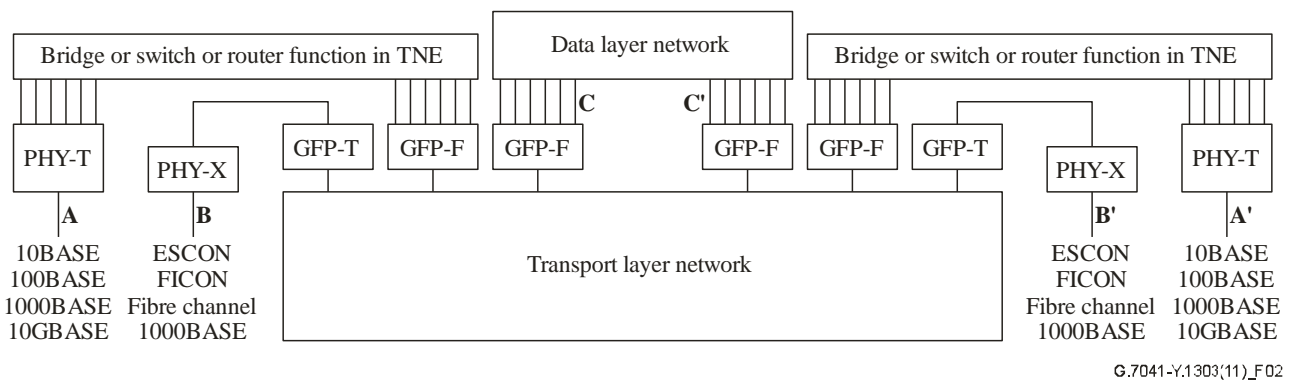 Bridge or switch or router function in TNE
Data layer network
Bridge or switch or router function in TNE
C
C'
PHY-T
PHY-X
GFP-T
GFP-F
GFP-F
GFP-F
GFP-F
GFP-T
PHY-X
PHY-T
A
B
B'
A'
10BASE
100BASE
1000BASE
10GBASE
ESCON
FICON
Fibre channel
1000BASE
Transport layer network
ESCON
FICON
Fibre channel
1000BASE
10BASE
100BASE
1000BASE
10GBASE
G.7041-Y.1303(11)_F02